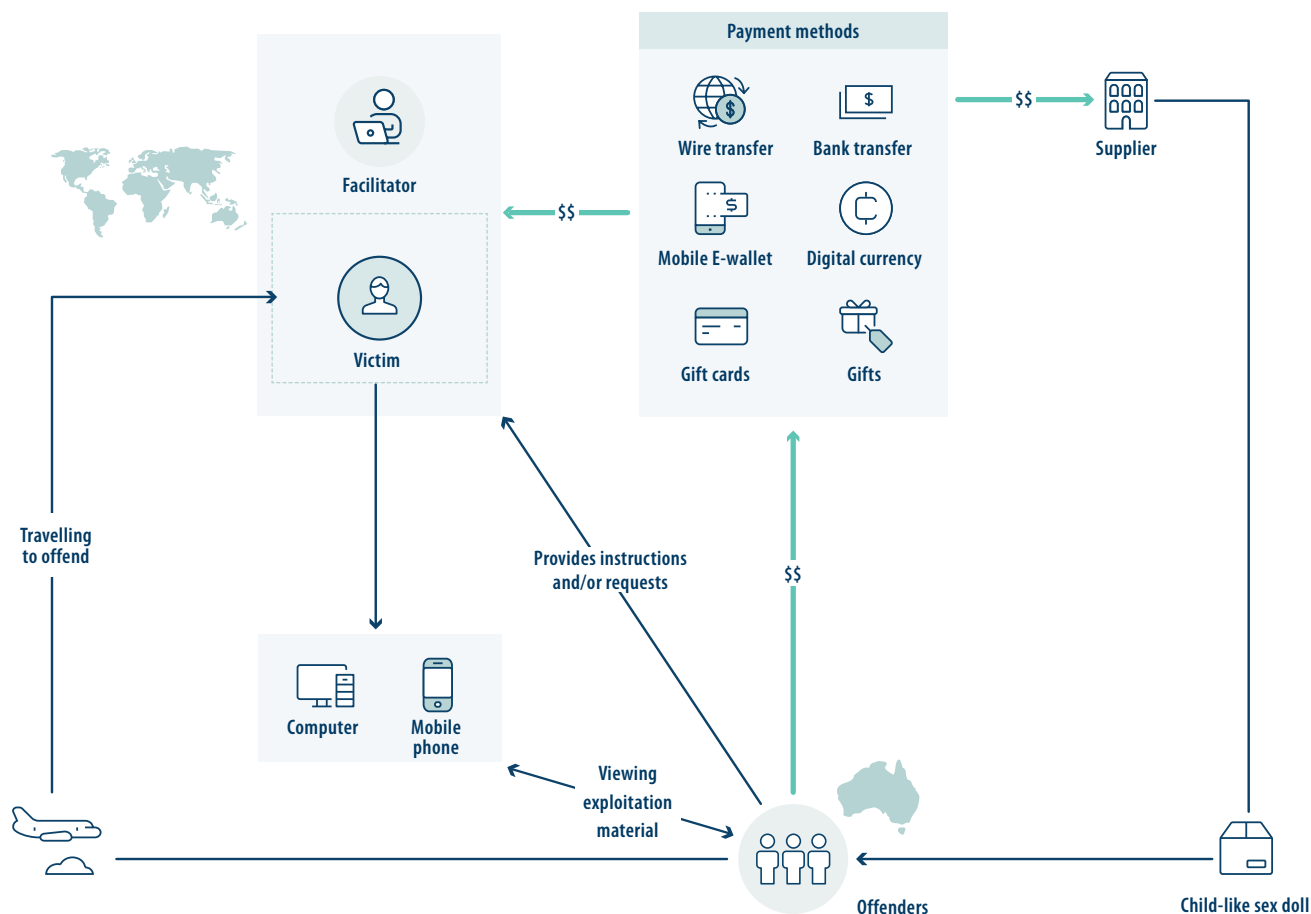 Payment methods
Facilitator
Victim
$
$
$
Wire transfer
Bank transfer
Mobile E-wallet
Digital currency
Gift cards
Gifts
$$
Supplier
$$
Travelling
to offend
Provides instructions
and/or requests
$$
Computer
Mobile
phone
Viewing
exploitation
material
Offenders
Child-like sex doll